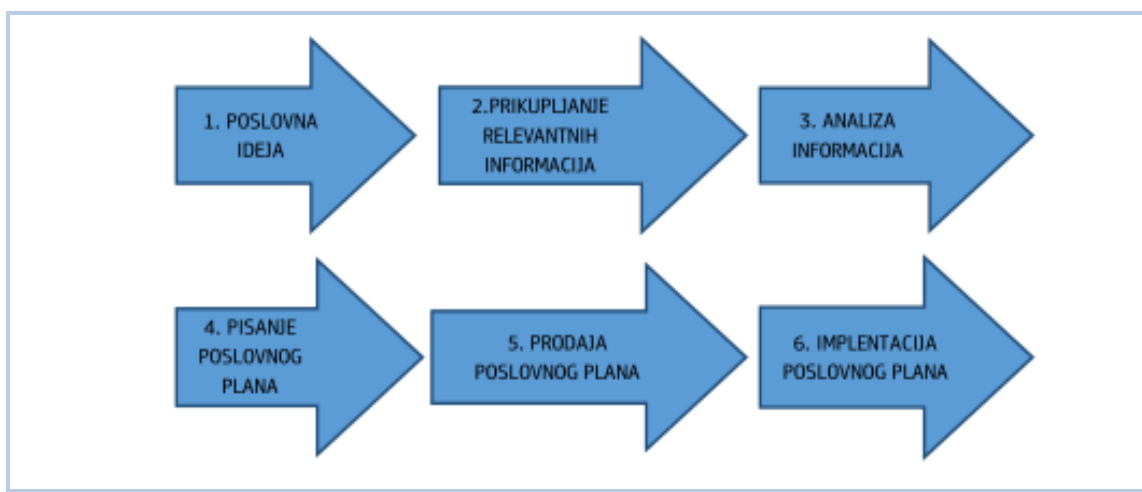 1. POSLOVNA
IDEJA
2.PRIKUPLJANJE
RELEVANTNIH
INFORMACIJA
3. ANALIZA
INFORMACIJA
4. PISANJE
POSLOVNOG
PLANA
5. PRODAJA
POSLOVNOG PLANA
6. IMPLENTACIJA
POSLOVNOG PLANA